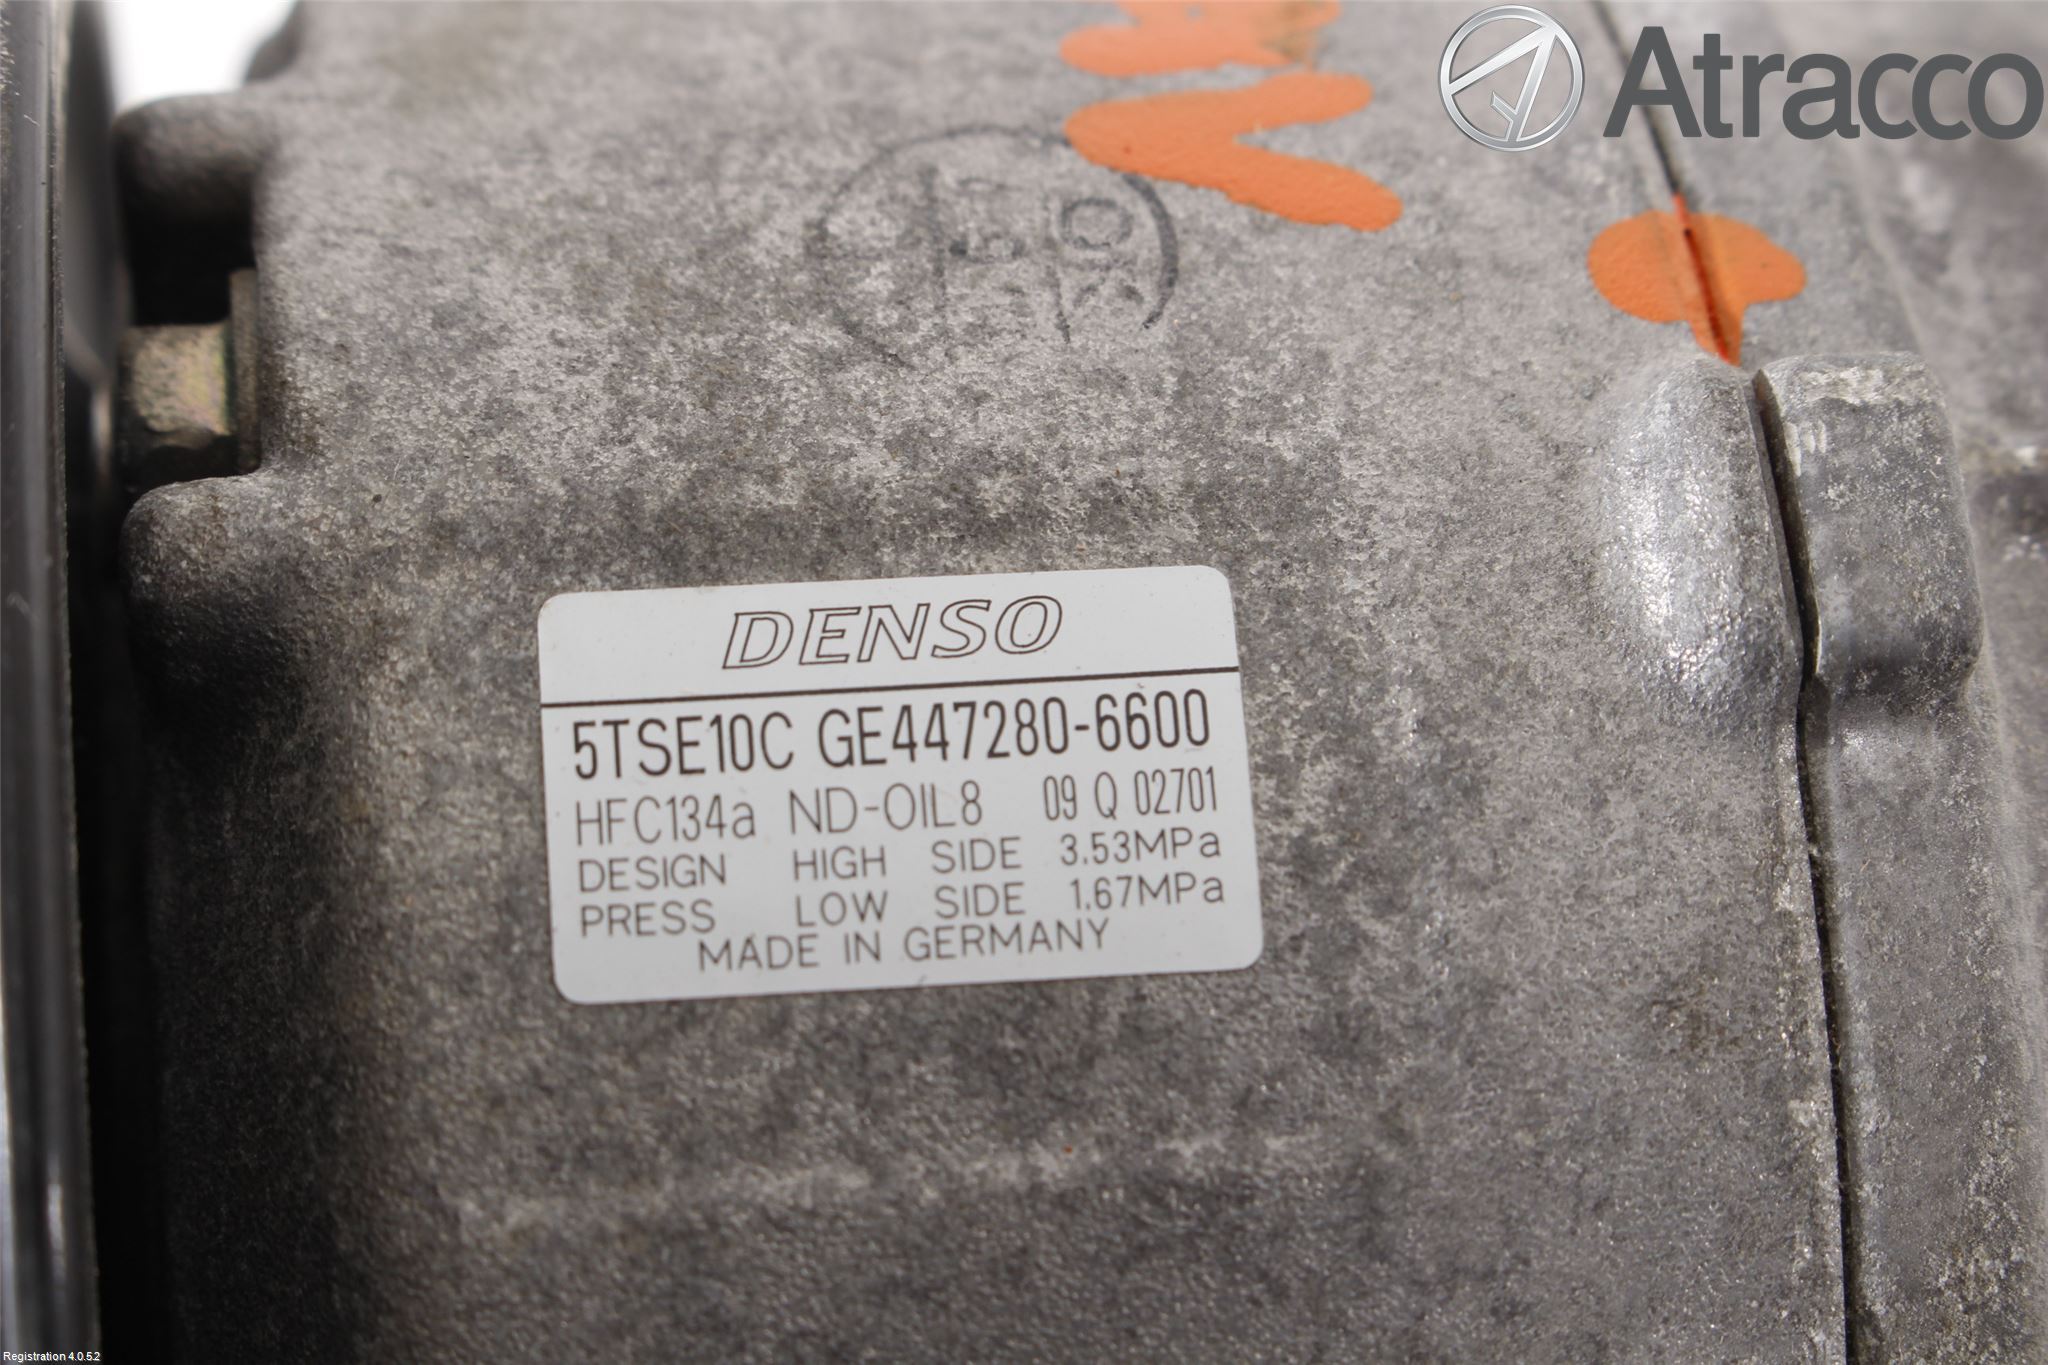 Atracco
DENSO
5TSE10C GE447280-6600
HFC134a ND-OIL8 09 Q 02701
DESIGN HIGH SIDE 3.53MPa
PRESS LOW SIDE 1.67MPa
MADE IN GERMANY
Registration 4.0.5.2